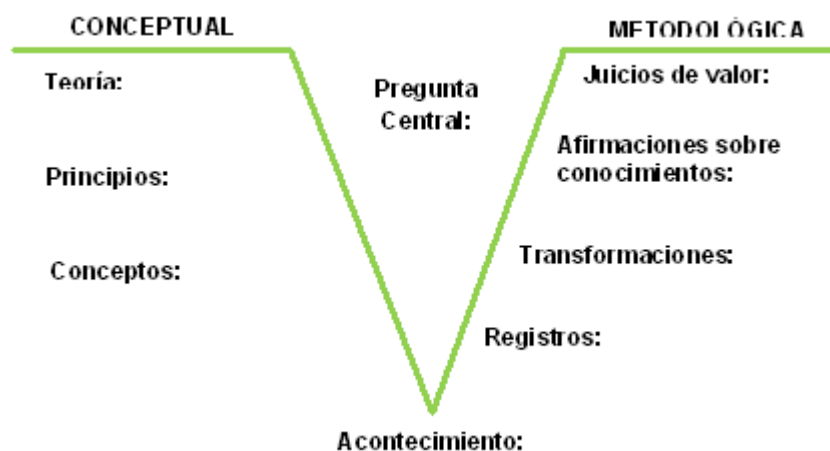 CONCEPTUAL
METODOLÓGICA
Teoría:
Pregunta
Central:
Juicios de valor:
Afirmaciones sobre
conocimientos:
Principios:
Transformaciones:
Conceptos:
Registros:
Acontecimiento: